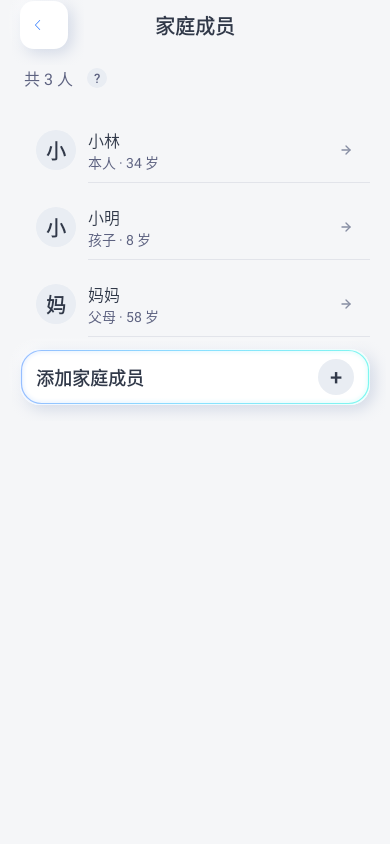 家庭成员
共 3 人 ?
小 小林
本人 · 34 岁
小 小明
孩子 · 8 岁
妈 妈妈
父母 · 58 岁
添加家庭成员 +